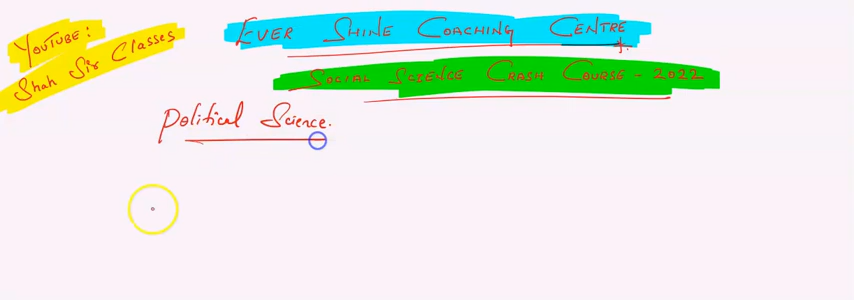 YouTube:
Shah Sir Classes
Ever Shine Coaching Centre
Social Science Crash Course - 2022
Political Science.